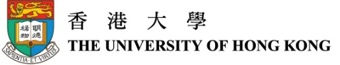 香港大學
THE UNIVERSITY OF HONG KONG